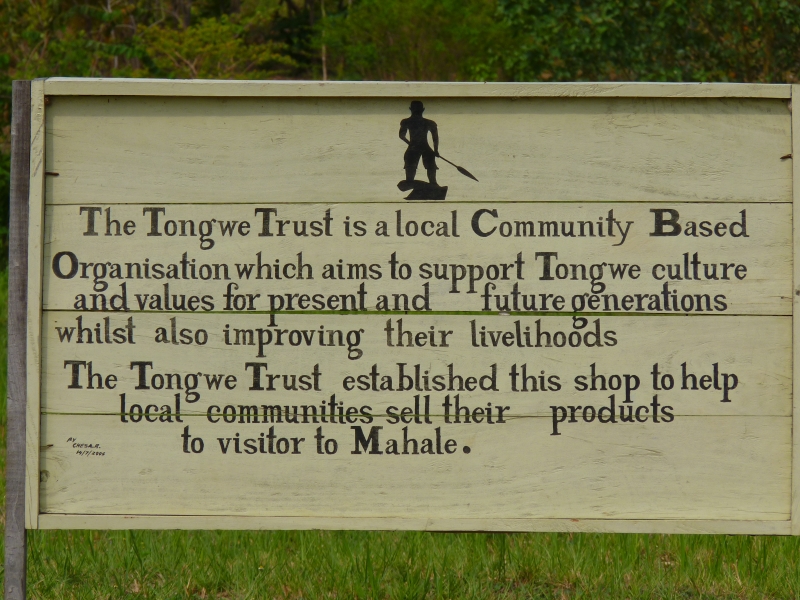 The Tongwe Trust is a local Community Based
Organisation which aims to support Tongwe culture
and values for present and future generations
whilst also improving their livelihoods
The Tongwe Trust established this shop to help
local communities sell their products
to visitor to Mahale.